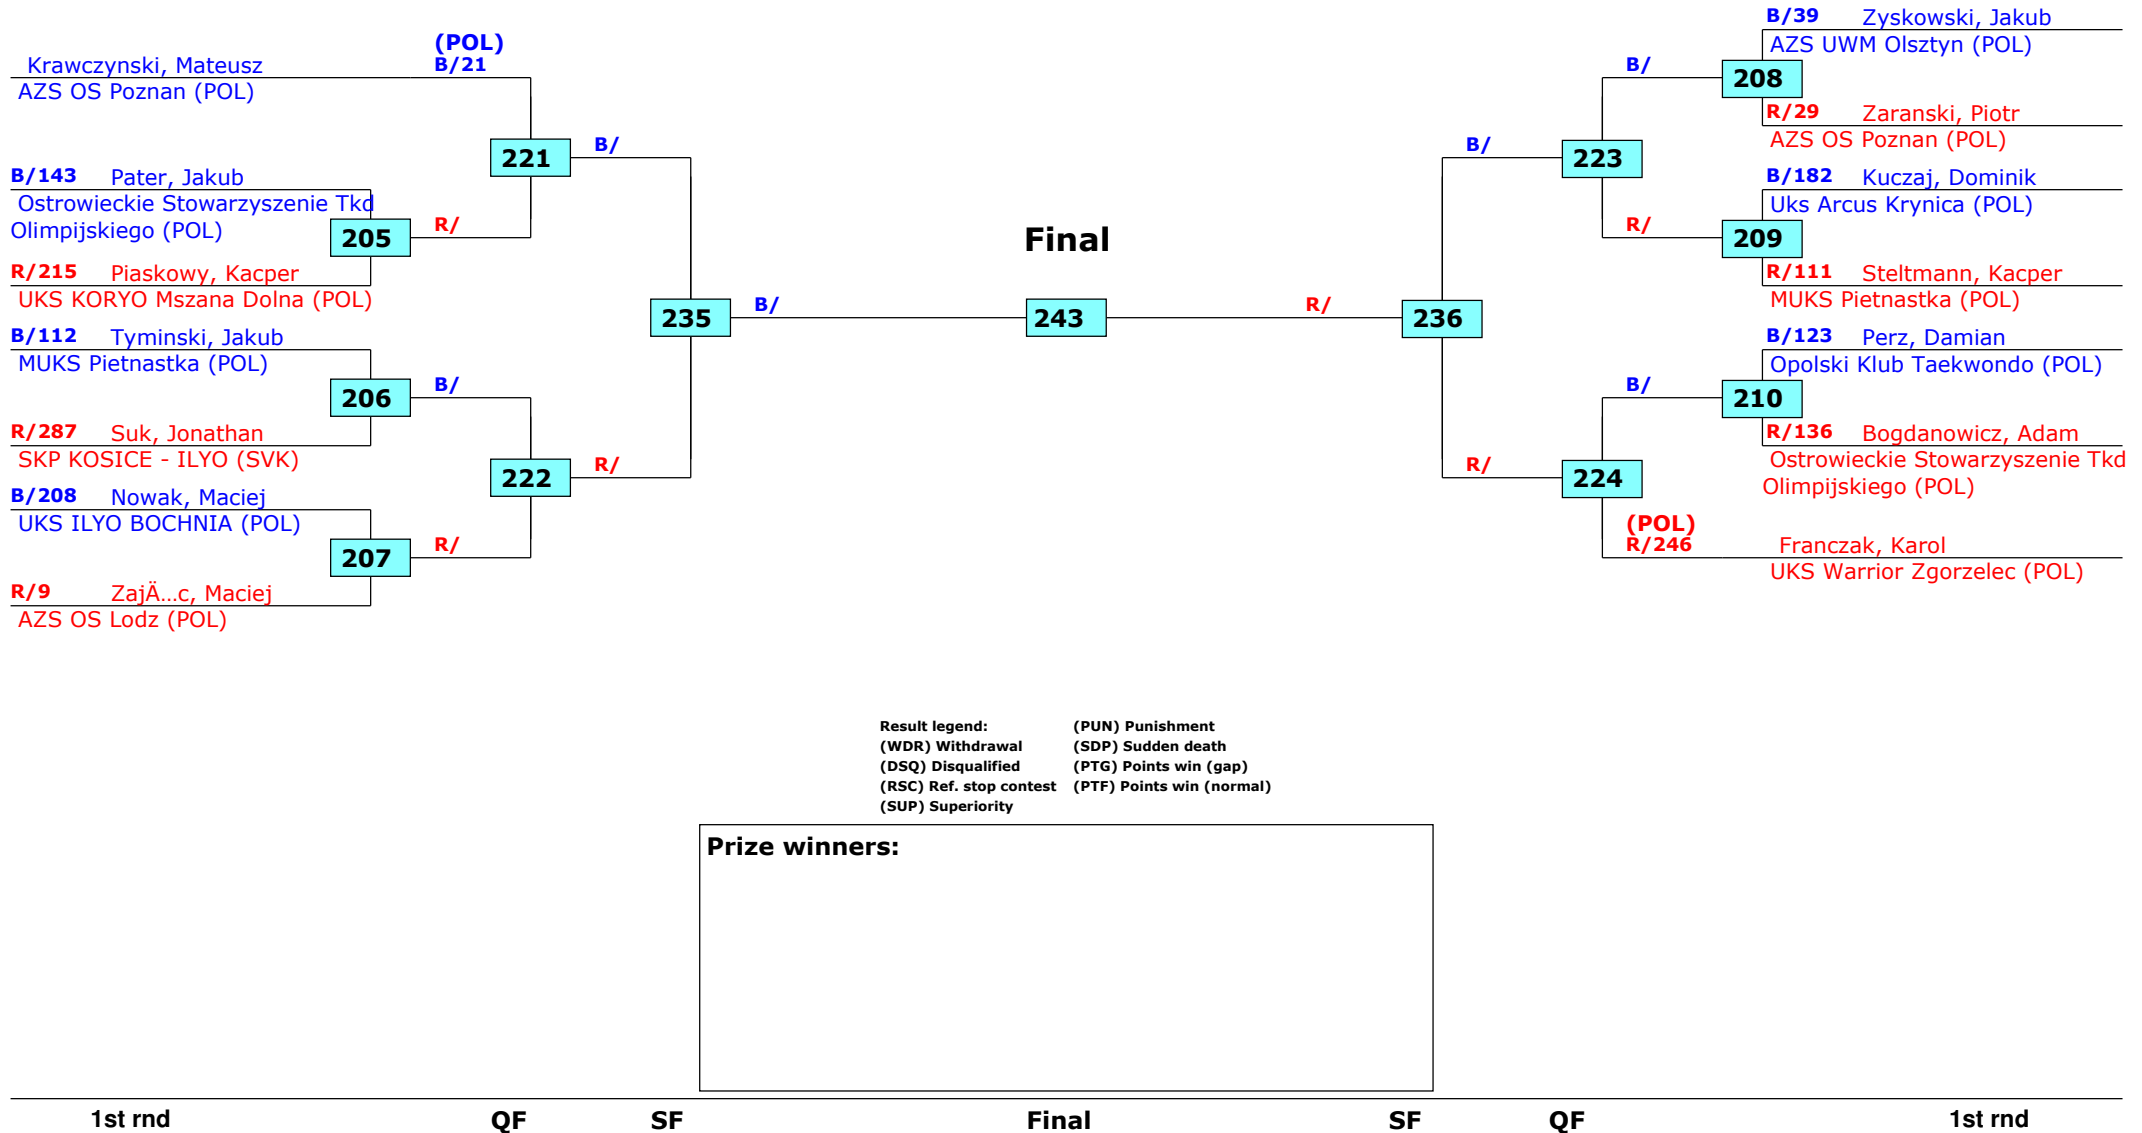 (POL)
Krawczynski, Mateusz B/21
AZS OS Poznan (POL)
221 B/
B/143 Pater, Jakub
Ostrowieckie Stowarzyszenie Tkd
Olimpijskiego (POL)
205 R/
R/215 Piaskowy, Kacper
UKS KORYO Mszana Dolna (POL)
235 B/
B/112 Tyminski, Jakub
MUKS Pietnastka (POL)
206 B/
R/287 Suk, Jonathan
SKP KOSICE - ILYO (SVK)
222 R/
B/208 Nowak, Maciej
UKS ILYO BOCHNIA (POL)
207 R/
R/9 ZajÄ...c, Maciej
AZS OS Lodz (POL)
Final
243
B/39 Zyskowski, Jakub
AZS UWM Olsztyn (POL)
B/ 208
R/29 Zaranski, Piotr
AZS OS Poznan (POL)
B/ 223
B/182 Kuczaj, Dominik
Uks Arcus Krynica (POL)
R/ 209
R/111 Steltmann, Kacper
MUKS Pietnastka (POL)
R/ 236
B/123 Perz, Damian
Opolski Klub Taekwondo (POL)
B/ 210
R/136 Bogdanowicz, Adam
Ostrowieckie Stowarzyszenie Tkd
Olimpijskiego (POL)
R/ 224
(POL)
R/246 Franczak, Karol
UKS Warrior Zgorzelec (POL)
Result legend: (PUN) Punishment
(WDR) Withdrawal (SDP) Sudden death
(DSQ) Disqualified (PTG) Points win (gap)
(RSC) Ref. stop contest (PTF) Points win (normal)
(SUP) Superiority
Prize winners:
1st rnd QF SF Final SF QF 1st rnd